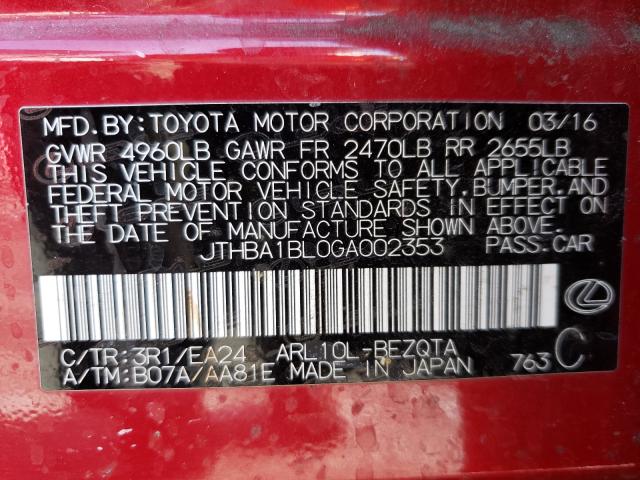 MFD.BY:TOYOTA MOTOR CORPORATION 03/16
GVWR 4960LB GAWR FR 2470LB RR 2655LB
THIS VEHICLE CONFORMS TO ALL APPLICABLE
FEDERAL MOTOR VEHICLE SAFETY,BUMPER,AND
THEFT PREVENTION STANDARDS IN EFFECT ON
THE DATE OF MANUFACTURE SHOWN ABOVE.
JTHBA1BL0GA002353 PASS.CAR
C/TR:3R1/EA24 ARL10L-BEZQTA
A/TM:B07A/AA81E MADE IN JAPAN 763 C